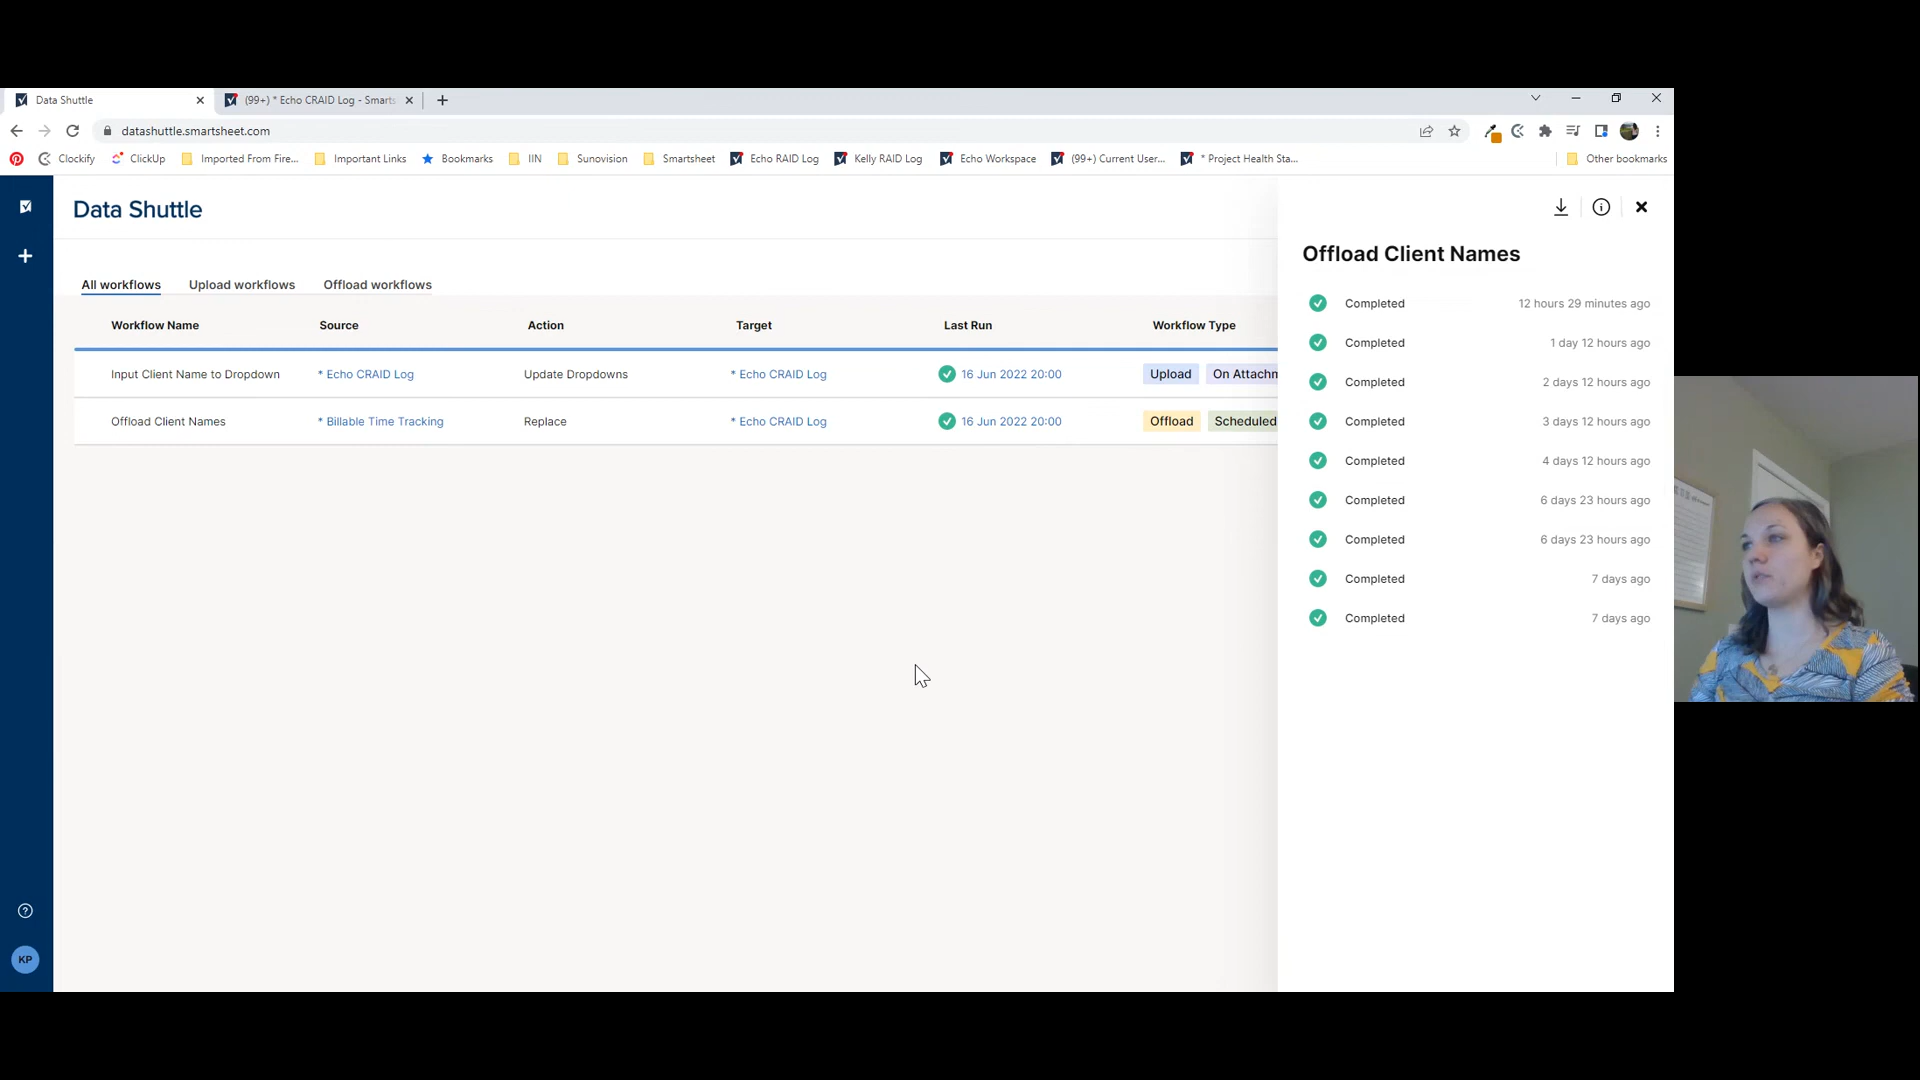 Data Shuttle
(99+) * Echo CRAID Log - Smarts
datashuttle.smartsheet.com
Clockify
ClickUp
Imported From Fire...
Important Links
Bookmarks
IIN
Sunovision
Smartsheet
Echo RAID Log
Kelly RAID Log
Echo Workspace
(99+) Current User...
* Project Health Sta...
Other bookmarks
Data Shuttle
All workflows
Upload workflows
Offload workflows
Workflow Name
Source
Action
Target
Last Run
Workflow Type
Input Client Name to Dropdown
* Echo CRAID Log
Update Dropdowns
* Echo CRAID Log
16 Jun 2022 20:00
Upload
On Attachm
Offload Client Names
* Billable Time Tracking
Replace
* Echo CRAID Log
16 Jun 2022 20:00
Offload
Scheduled
KP
Offload Client Names
Completed 12 hours 29 minutes ago
Completed 1 day 12 hours ago
Completed 2 days 12 hours ago
Completed 3 days 12 hours ago
Completed 4 days 12 hours ago
Completed 6 days 23 hours ago
Completed 6 days 23 hours ago
Completed 7 days ago
Completed 7 days ago